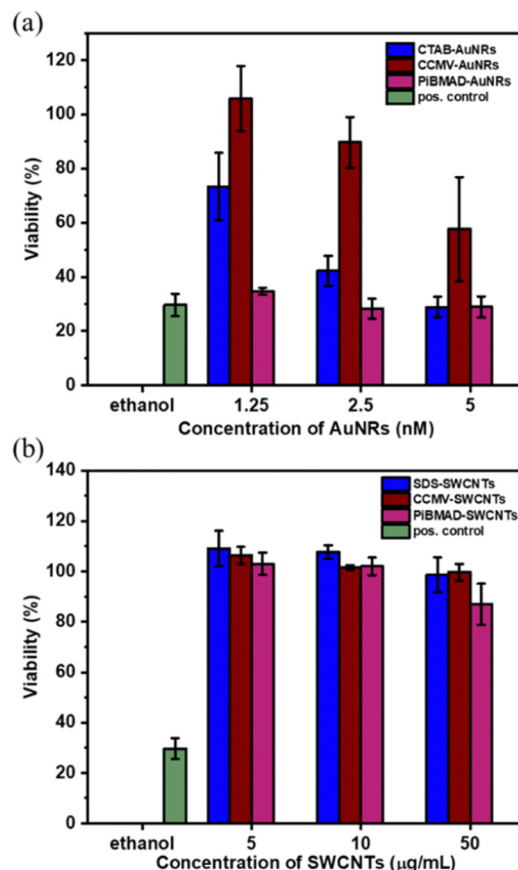 (a)
120
100
80
60
40
20
0
Viability (%)
CTAB-AuNRs
CCMV-AuNRs
PiBMAD-AuNRs
pos. control
ethanol 1.25 2.5 5
Concentration of AuNRs (nM)
(b)
140
120
100
80
60
40
20
0
Viability (%)
SDS-SWCNTs
CCMV-SWCNTs
PiBMAD-SWCNTs
pos. control
ethanol 5 10 50
Concentration of SWCNTs (μg/mL)